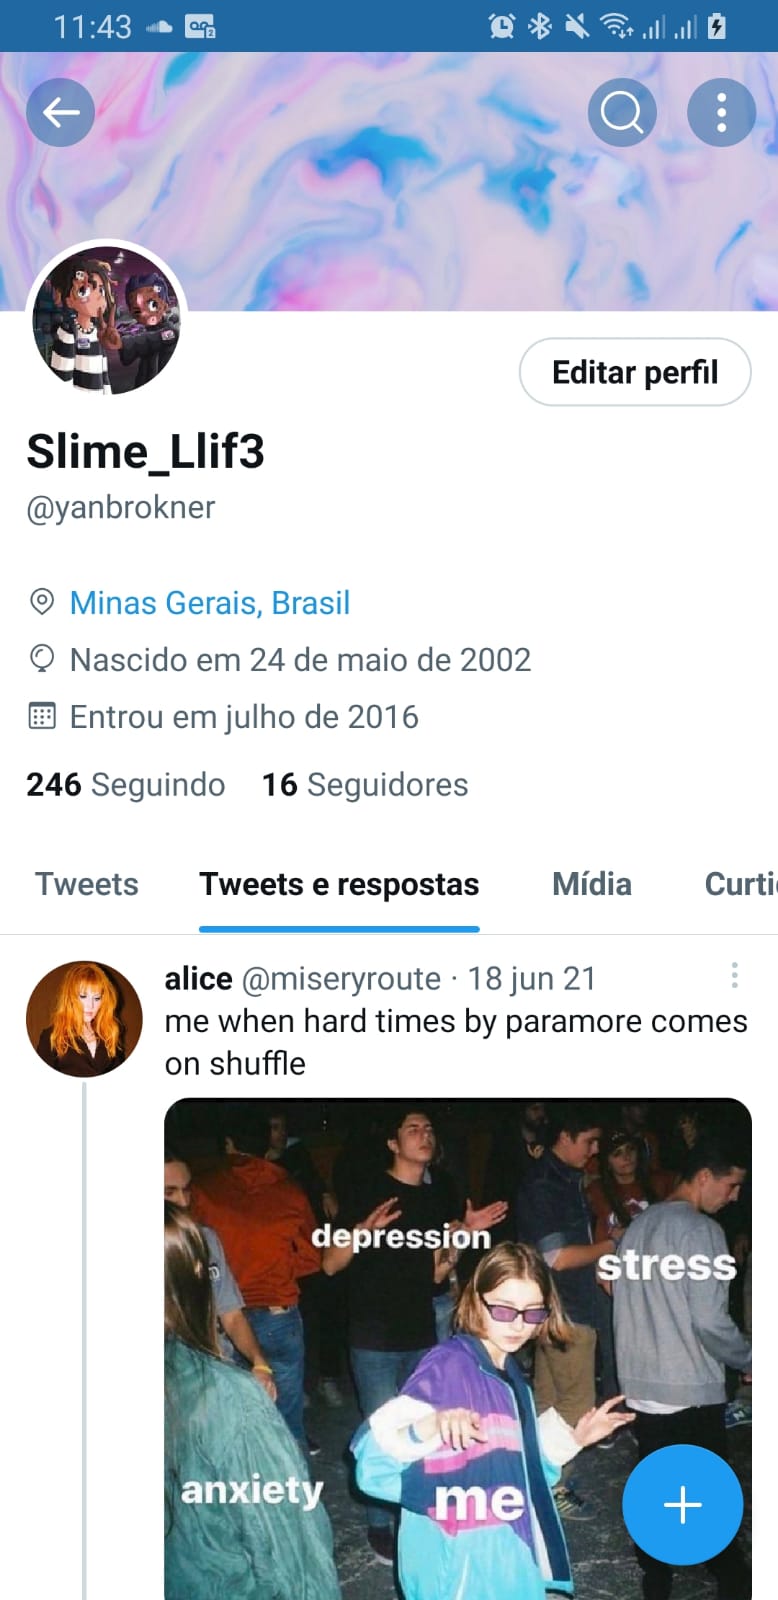 11:43
Editar perfil
Slime_Llif3
@yanbrokner
Minas Gerais, Brasil
Nascido em 24 de maio de 2002
Entrou em julho de 2016
246 Seguindo 16 Seguidores
Tweets Tweets e respostas Mídia Curti
alice @miseryroute · 18 jun 21
me when hard times by paramore comes
on shuffle
depression
stress
anxiety
me